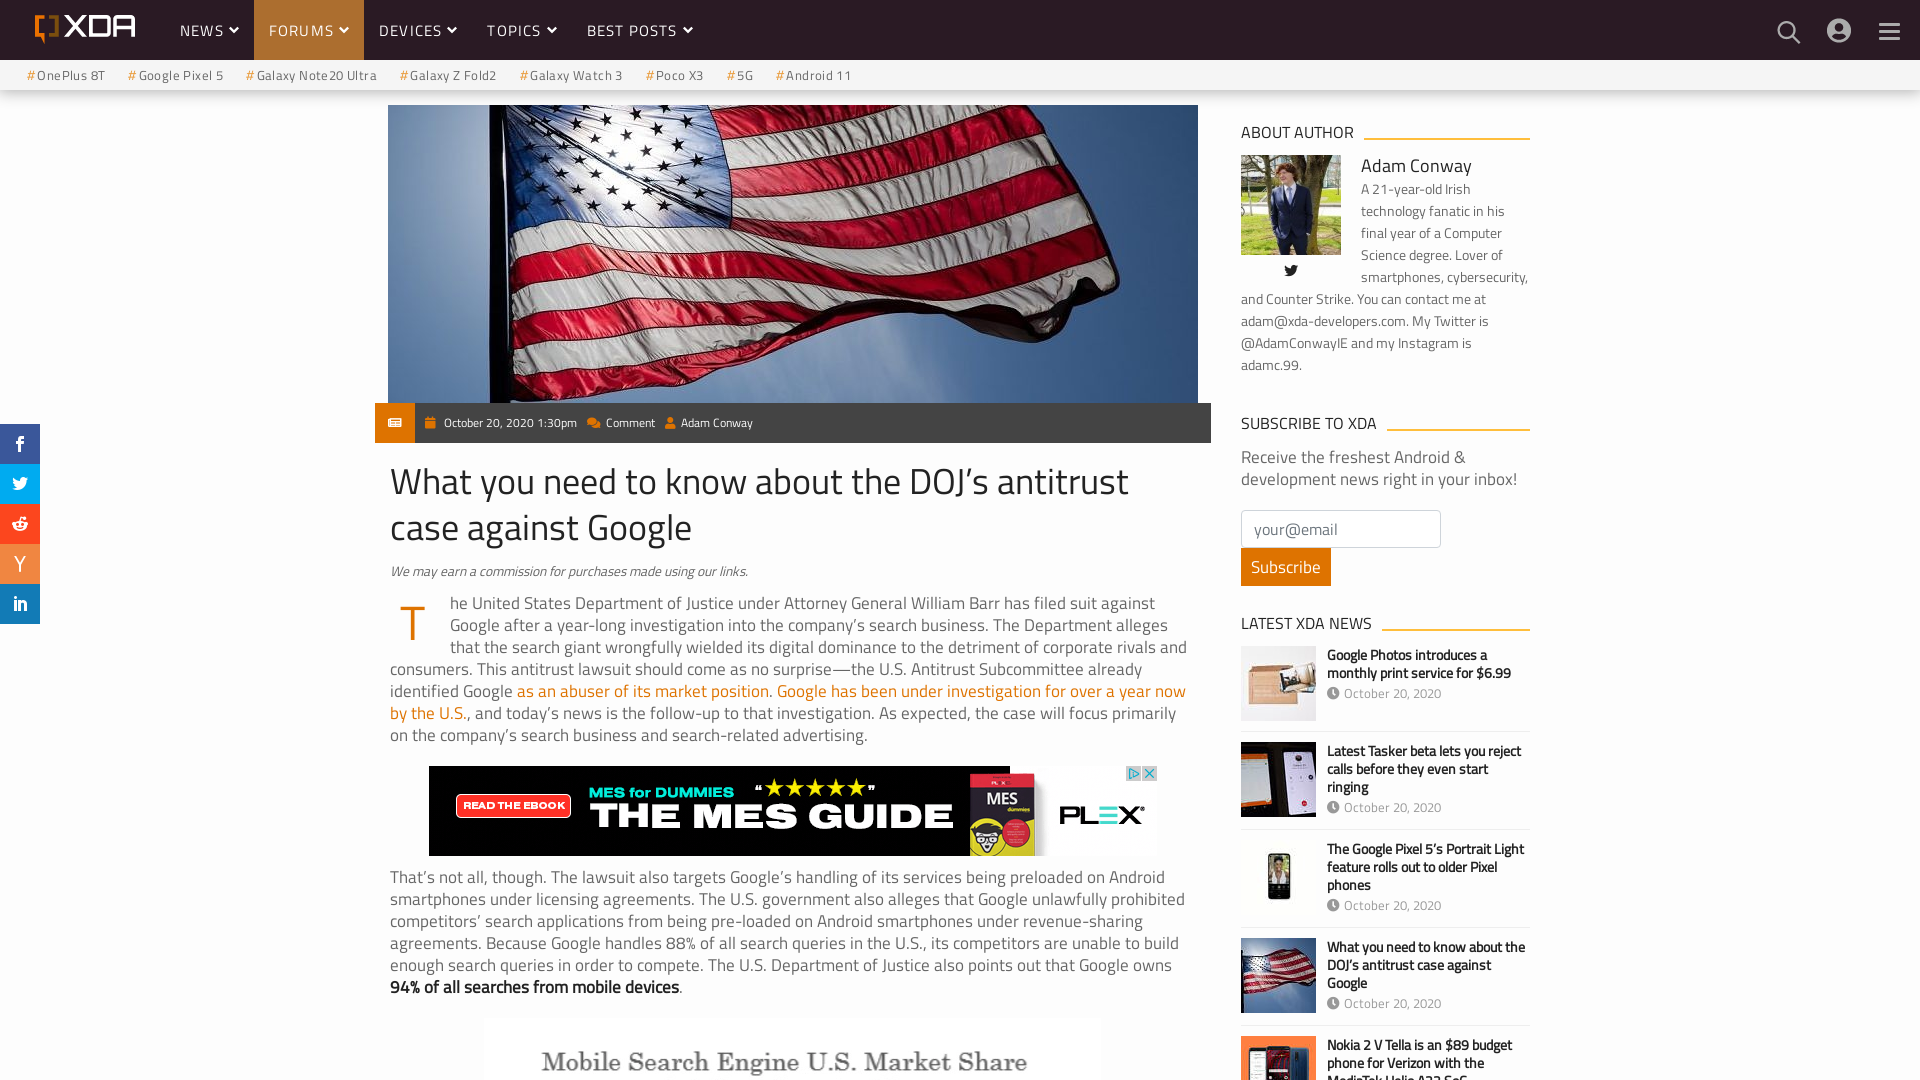 XDA
NEWS
FORUMS
DEVICES
TOPICS
BEST POSTS
#OnePlus 8T
#Google Pixel 5
#Galaxy Note20 Ultra
#Galaxy Z Fold2
#Galaxy Watch 3
#Poco X3
#5G
#Android 11
October 20, 2020 1:30pm
Comment
Adam Conway
What you need to know about the DOJ’s antitrust
case against Google
We may earn a commission for purchases made using our links.
The United States Department of Justice under Attorney General William Barr has filed suit against
Google after a year-long investigation into the company’s search business. The Department alleges
that the search giant wrongfully wielded its digital dominance to the detriment of corporate rivals and
consumers. This antitrust lawsuit should come as no surprise—the U.S. Antitrust Subcommittee already
identified Google as an abuser of its market position. Google has been under investigation for over a year now
by the U.S., and today’s news is the follow-up to that investigation. As expected, the case will focus primarily
on the company’s search business and search-related advertising.
READ THE EBOOK
MES for DUMMIES “★★★★★”
THE MES GUIDE
PLEX
MES
dummies
PLEX
That’s not all, though. The lawsuit also targets Google’s handling of its services being preloaded on Android
smartphones under licensing agreements. The U.S. government also alleges that Google unlawfully prohibited
competitors’ search applications from being pre-loaded on Android smartphones under revenue-sharing
agreements. Because Google handles 88% of all search queries in the U.S., its competitors are unable to build
enough search queries in order to compete. The U.S. Department of Justice also points out that Google owns
94% of all searches from mobile devices.
Mobile Search Engine U.S. Market Share
ABOUT AUTHOR
Adam Conway
A 21-year-old Irish
technology fanatic in his
final year of a Computer
Science degree. Lover of
smartphones, cybersecurity,
and Counter Strike. You can contact me at
adam@xda-developers.com. My Twitter is
@AdamConwayIE and my Instagram is
adamc.99.
SUBSCRIBE TO XDA
Receive the freshest Android &
development news right in your inbox!
your@email
Subscribe
LATEST XDA NEWS
Google Photos introduces a
monthly print service for $6.99
October 20, 2020
Latest Tasker beta lets you reject
calls before they even start
ringing
October 20, 2020
The Google Pixel 5’s Portrait Light
feature rolls out to older Pixel
phones
October 20, 2020
What you need to know about the
DOJ’s antitrust case against
Google
October 20, 2020
Nokia 2 V Tella is an $89 budget
phone for Verizon with the
MediaTek Helio A22 SoC